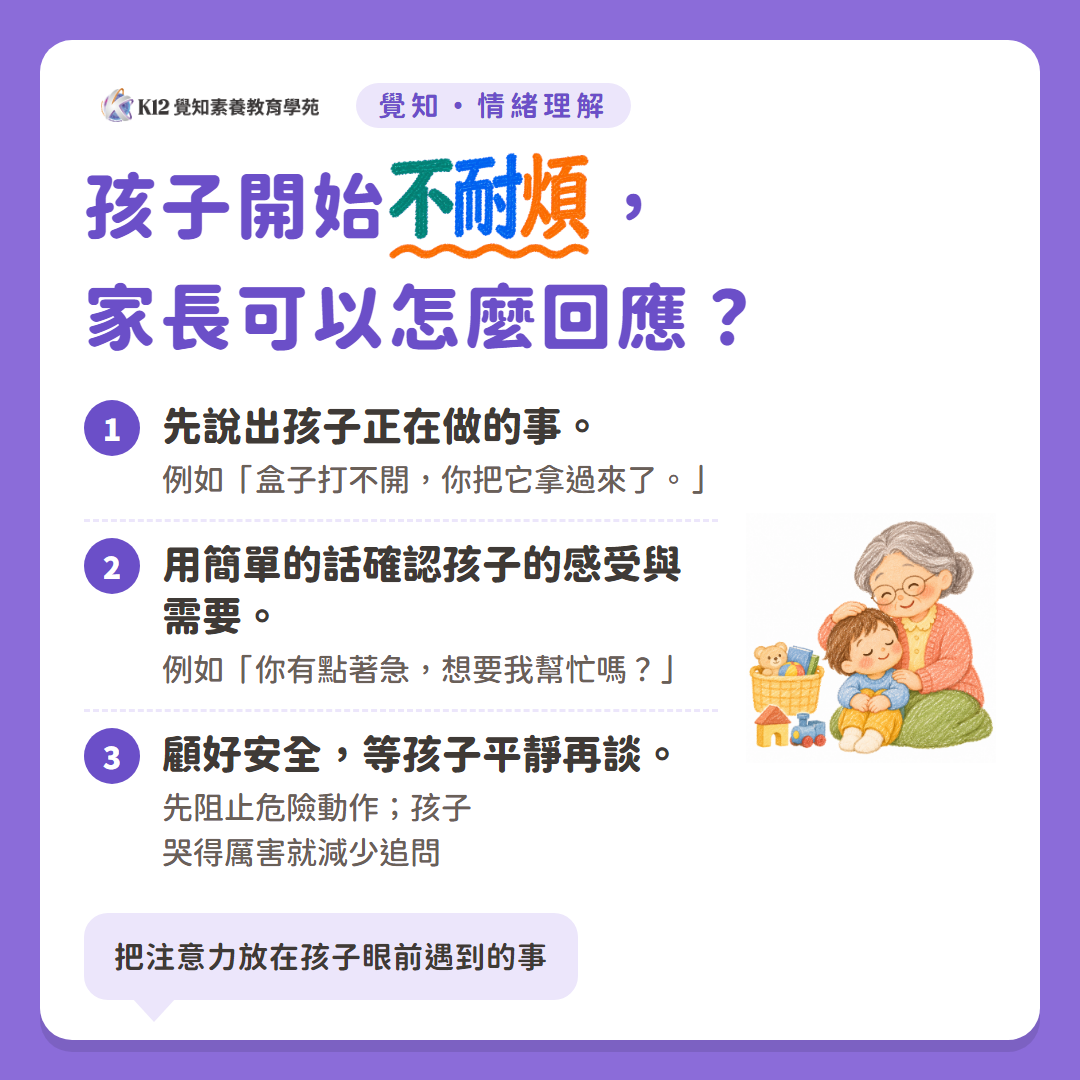 K12 覺知素養教育學苑
覺知・情緒理解
孩子開始不耐煩，
家長可以怎麼回應？
1 先說出孩子正在做的事。
例如「盒子打不開，你把它拿過來了。」
2 用簡單的話確認孩子的感受與
需要。
例如「你有點著急，想要我幫忙嗎？」
3 顧好安全，等孩子平靜再談。
先阻止危險動作；孩子
哭得厲害就減少追問
把注意力放在孩子眼前遇到的事